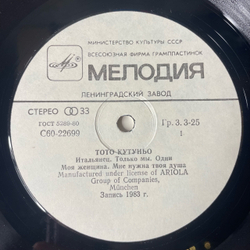 МИНИСТЕРСТВО КУЛЬТУРЫ СССР
ВСЕСОЮЗНАЯ ФИРМА ГРАМПЛАСТИНОК
МЕЛОДИЯ
ЛЕНИНГРАДСКИЙ ЗАВОД
СТЕРЕО 33
ГОСТ 5289-80
Гр. 3. 3-25
С60-22699
1
ТОТО КУТУНЬО
Итальянец. Только мы. Одни
Моя женщина. Мне нужна твоя душа
Manufactured under license of ARIOLA
Group of Companies,
München
Запись 1983 г.